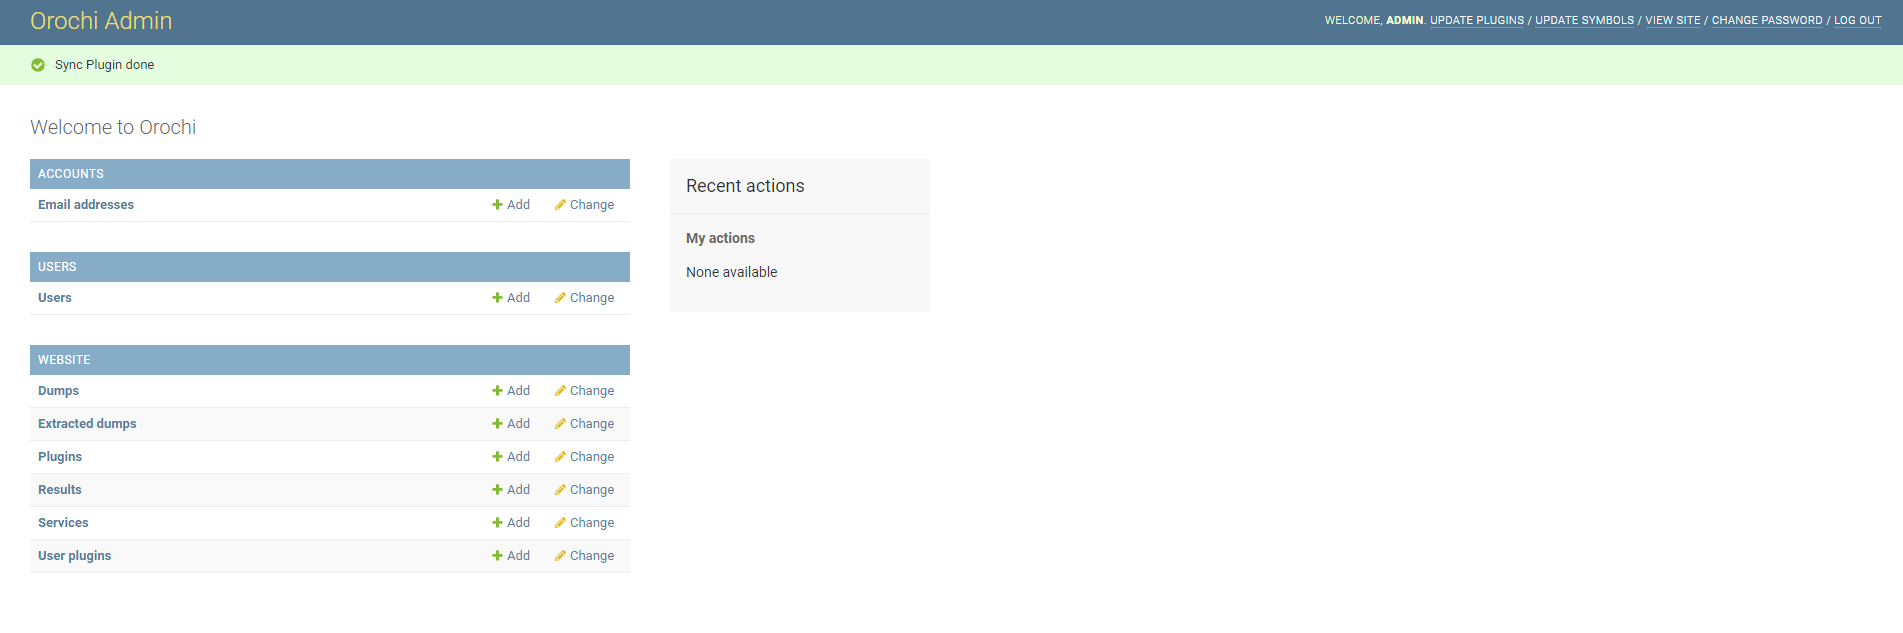 Orochi Admin
WELCOME, ADMIN. UPDATE PLUGINS / UPDATE SYMBOLS / VIEW SITE / CHANGE PASSWORD / LOG OUT
Sync Plugin done
Welcome to Orochi
ACCOUNTS
Email addresses Add Change
USERS
Users Add Change
WEBSITE
Dumps Add Change
Extracted dumps Add Change
Plugins Add Change
Results Add Change
Services Add Change
User plugins Add Change
Recent actions
My actions
None available